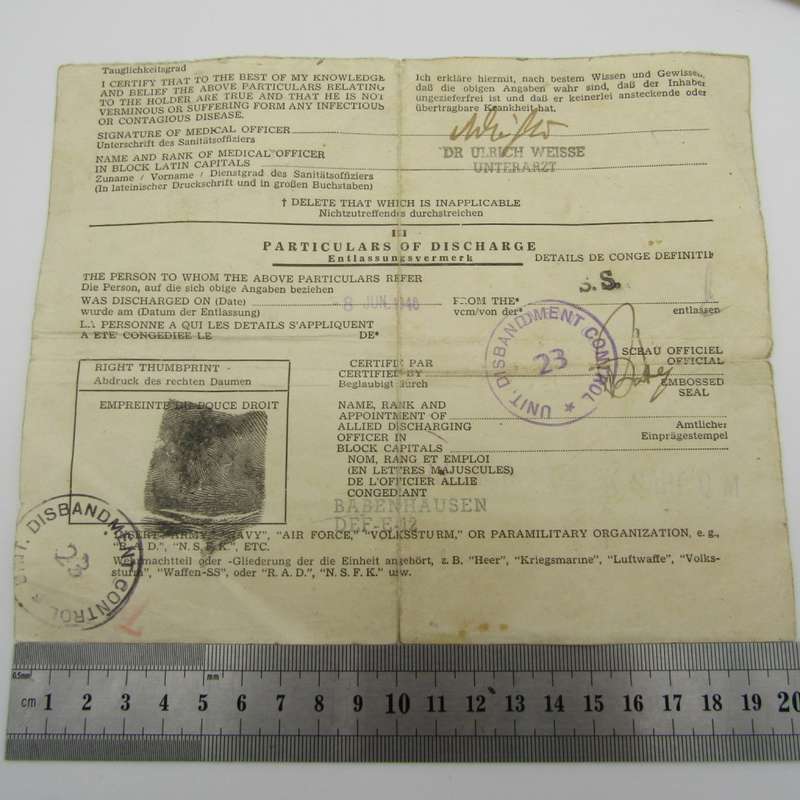 Tauglichkeitsgrad
I CERTIFY THAT TO THE BEST OF MY KNOWLEDGE
AND BELIEF THE ABOVE PARTICULARS RELATING
TO THE HOLDER ARE TRUE AND THAT HE IS NOT
VERMINOUS OR SUFFERING FORM ANY INFECTIOUS
OR CONTAGIOUS DISEASE.
Ich erkläre hiermit, nach bestem Wissen und Gewissen,
daß die obigen Angaben wahr sind, daß der Inhaber
ungezieferfrei ist und daß er keinerlei ansteckende oder
übertragbare Krankheit hat.
SIGNATURE OF MEDICAL OFFICER
Unterschrift des Sanitätsoffiziers
NAME AND RANK OF MEDICAL OFFICER
IN BLOCK LATIN CAPITALS
Zuname / Vorname / Dienstgrad des Sanitätsoffiziers
(In lateinischer Druckschrift und in großen Buchstaben)
DR ULRICH WEISSE
UNTERARZT
† DELETE THAT WHICH IS INAPPLICABLE
Nichtzutreffendes durchstreichen
III
PARTICULARS OF DISCHARGE
Entlassungsvermerk
DETAILS DE CONGE DEFINITIF
THE PERSON TO WHOM THE ABOVE PARTICULARS REFER
Die Person, auf die sich obige Angaben beziehen
S.S.
WAS DISCHARGED ON (Date) 8 JUN. 1946 FROM THE*
wurde am (Datum der Entlassung) vom/von der* entlassen
LA PERSONNE A QUI LES DETAILS S'APPLIQUENT
A ETE CONGEDIEE LE DE*
RIGHT THUMBPRINT -
Abdruck des rechten Daumen
EMPREINTE DU POUCE DROIT
CERTIFIE PAR
CERTIFIED BY
Beglaubigt durch
UNIT. DISBANDMENT CONTROL
23
SCEAU OFFICIEL
OFFICIAL
EMBOSSED
SEAL
NAME, RANK AND
APPOINTMENT OF
ALLIED DISCHARGING
OFFICER IN
BLOCK CAPITALS
Amtlicher
Einprägestempel
NOM, RANG ET EMPLOI
(EN LETTRES MAJUSCULES)
DE L'OFFICIER ALLIE
CONGEDIANT
BABENHAUSEN
DEF-E-12
"NAVY", "AIR FORCE," "VOLKSSTURM," OR PARAMILITARY ORGANIZATION, e. g.,
"R. A. D.", "N. S. F. K.", ETC.
Wehrmachtteil oder -Gliederung der die Einheit angehört, z. B. "Heer", "Kriegsmarine", "Luftwaffe", "Volks-
sturm", "Waffen-SS", oder "R. A. D.", "N. S. F. K." usw.
UNIT. DISBANDMENT CONTROL
23
0.5mm mm
cm 1 2 3 4 5 6 7 8 9 10 11 12 13 14 15 16 17 18 19 20